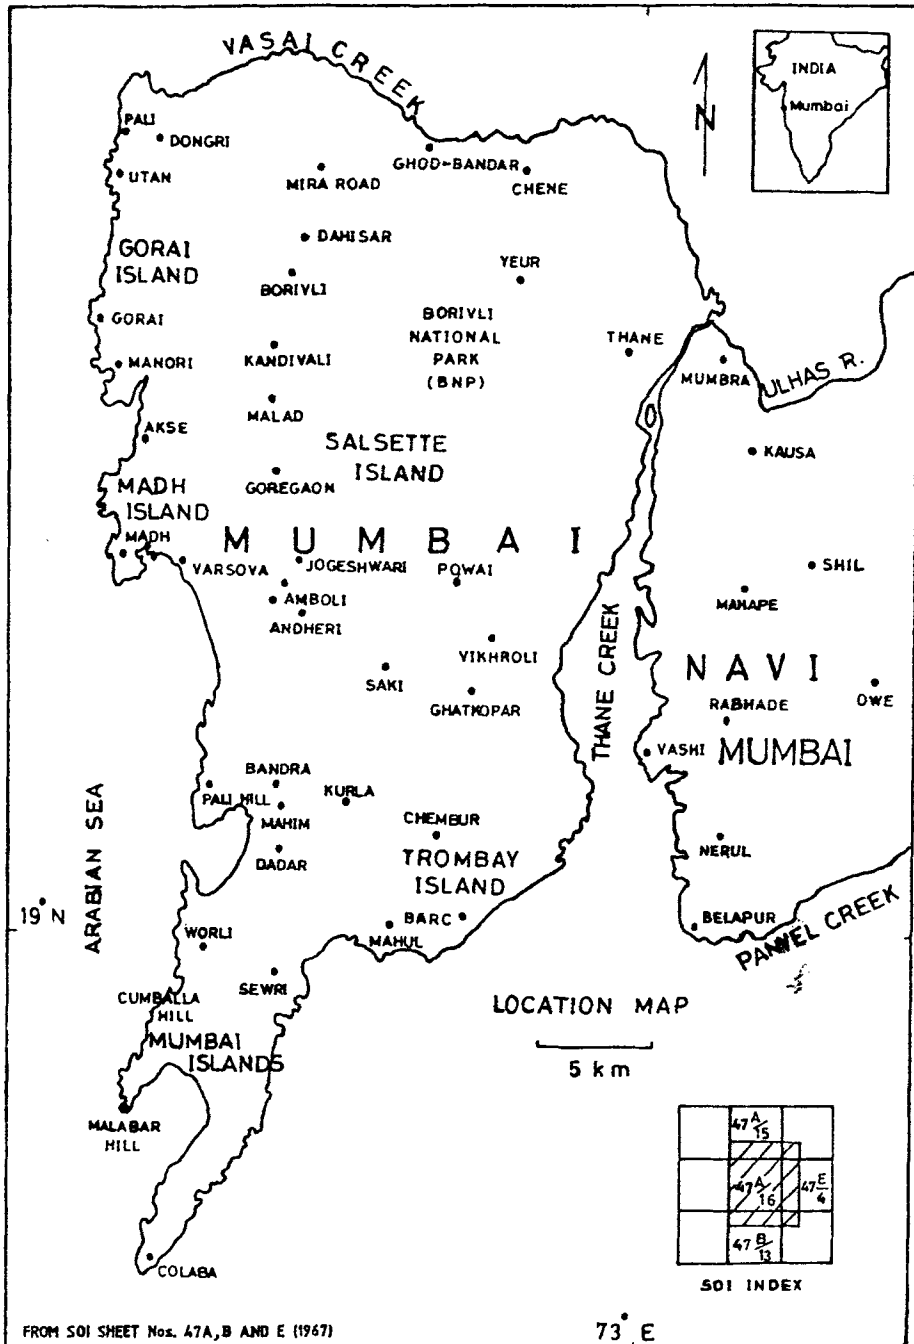 VASAI CREEK
N
INDIA
Mumbai
PALI
DONGRI
UTAN
MIRA ROAD
GHOD-BANDAR
CHENE
DAHISAR
GORAI
ISLAND
YEUR
BORIVLI
GORAI
BORIVLI
NATIONAL
PARK
(BNP)
THANE
MANORI
KANDIVALI
MUMBRA
ULHAS R.
MALAD
AKSE
SALSETTE
ISLAND
KAUSA
GOREGAON
MADH
ISLAND
MUMBAI
MADH
VARSOVA
JOGESHWARI
POWAI
SHIL
AMBOLI
MAHAPE
ANDHERI
THANE CREEK
VIKHROLI
SAKI
GHATKOPAR
NAVI
MUMBAI
OWE
RABHADE
VASHI
BANDRA
PALI HILL
KURLA
MAHIM
CHEMBUR
DADAR
NERUL
TROMBAY
ISLAND
ARABIAN SEA
19° N
BARC
MAHUL
BELAPUR
PANVEL CREEK
WORLI
SEWRI
CUMBALLA
HILL
LOCATION MAP
MUMBAI
ISLANDS
5 km
MALABAR
HILL
47 A/15
47 A/16
47 E/4
47 B/13
SOI INDEX
COLABA
FROM SOI SHEET Nos. 47A, B AND E (1967)
73° E